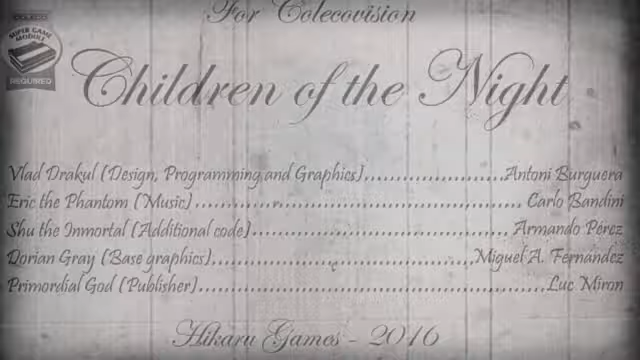 For Colecovision
COLECO
SUPER GAME
MODULE
REQUIRED
Children of the Night
Vlad Drakul (Design, Programming and Graphics)..........................Antoni Burguera
Eric the Phantom (Music)............................................ Carlo Bandini
Shu the Inmortal (Additional code)................................... Armando Pérez
Dorian Gray (Base graphics)....................................Miguel A. Fernández
Primordial God (Publisher)...............................................Luc Miron
Hikaru Games - 2016